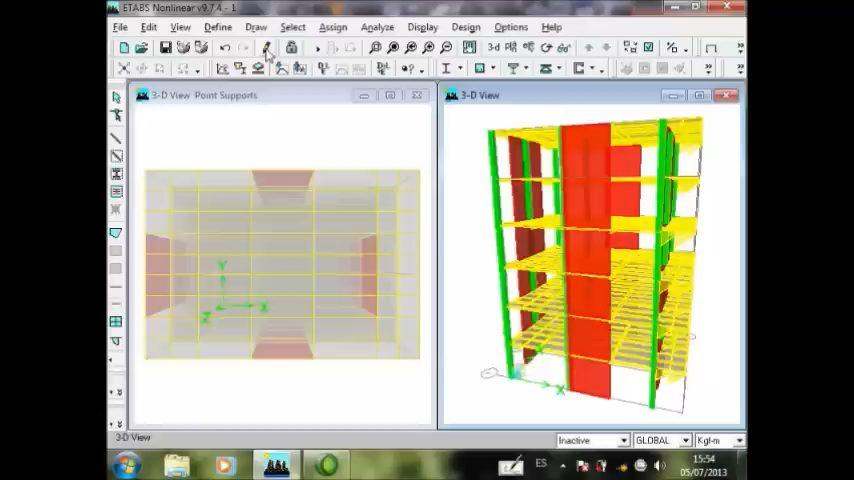 ETABS Nonlinear v9.7.4 - 1
File Edit View Define Draw Select Assign Analyze Display Design Options Help
3-d
3-D View Point Supports
3-D View
Y
X
Z
X
3-D View
Inactive
GLOBAL
Kgf-m
ES
15:54
05/07/2013